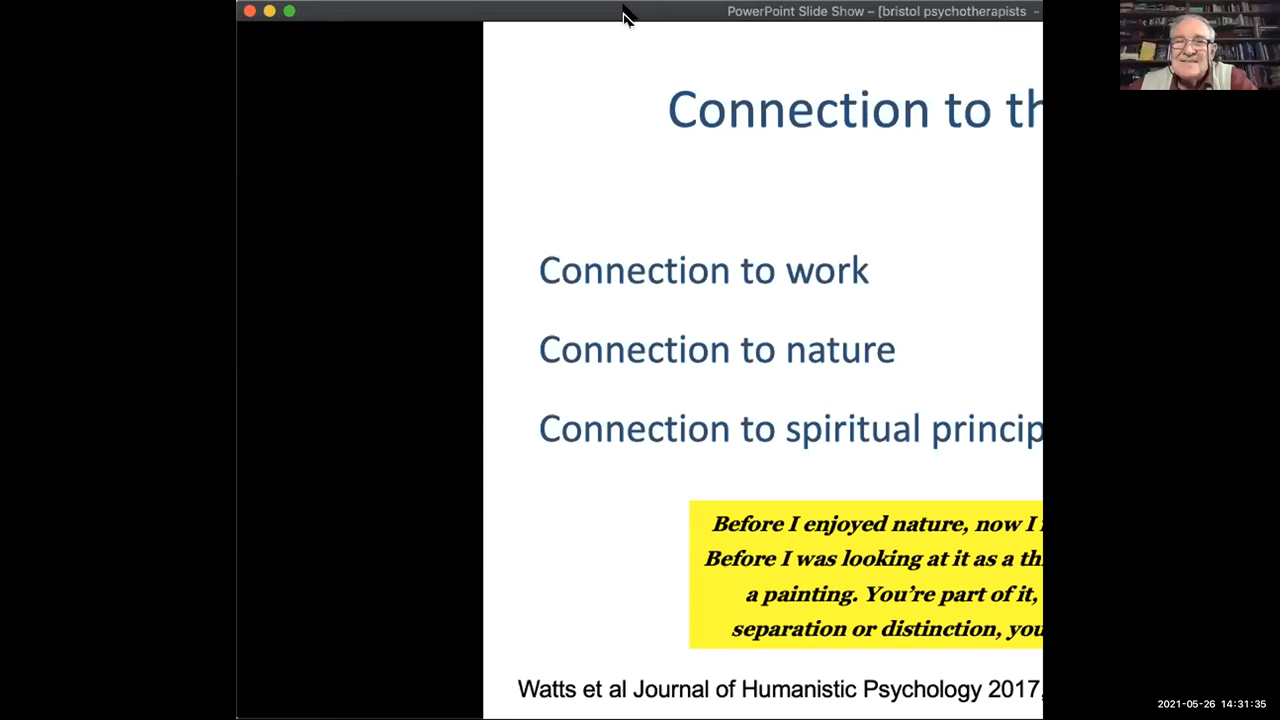 PowerPoint Slide Show – [bristol psychotherapists -
Connection to th
Connection to work
Connection to nature
Connection to spiritual princip
Before I enjoyed nature, now I
Before I was looking at it as a th
a painting. You're part of it,
separation or distinction, you
Watts et al Journal of Humanistic Psychology 2017,
2021-05-26 14:31:35